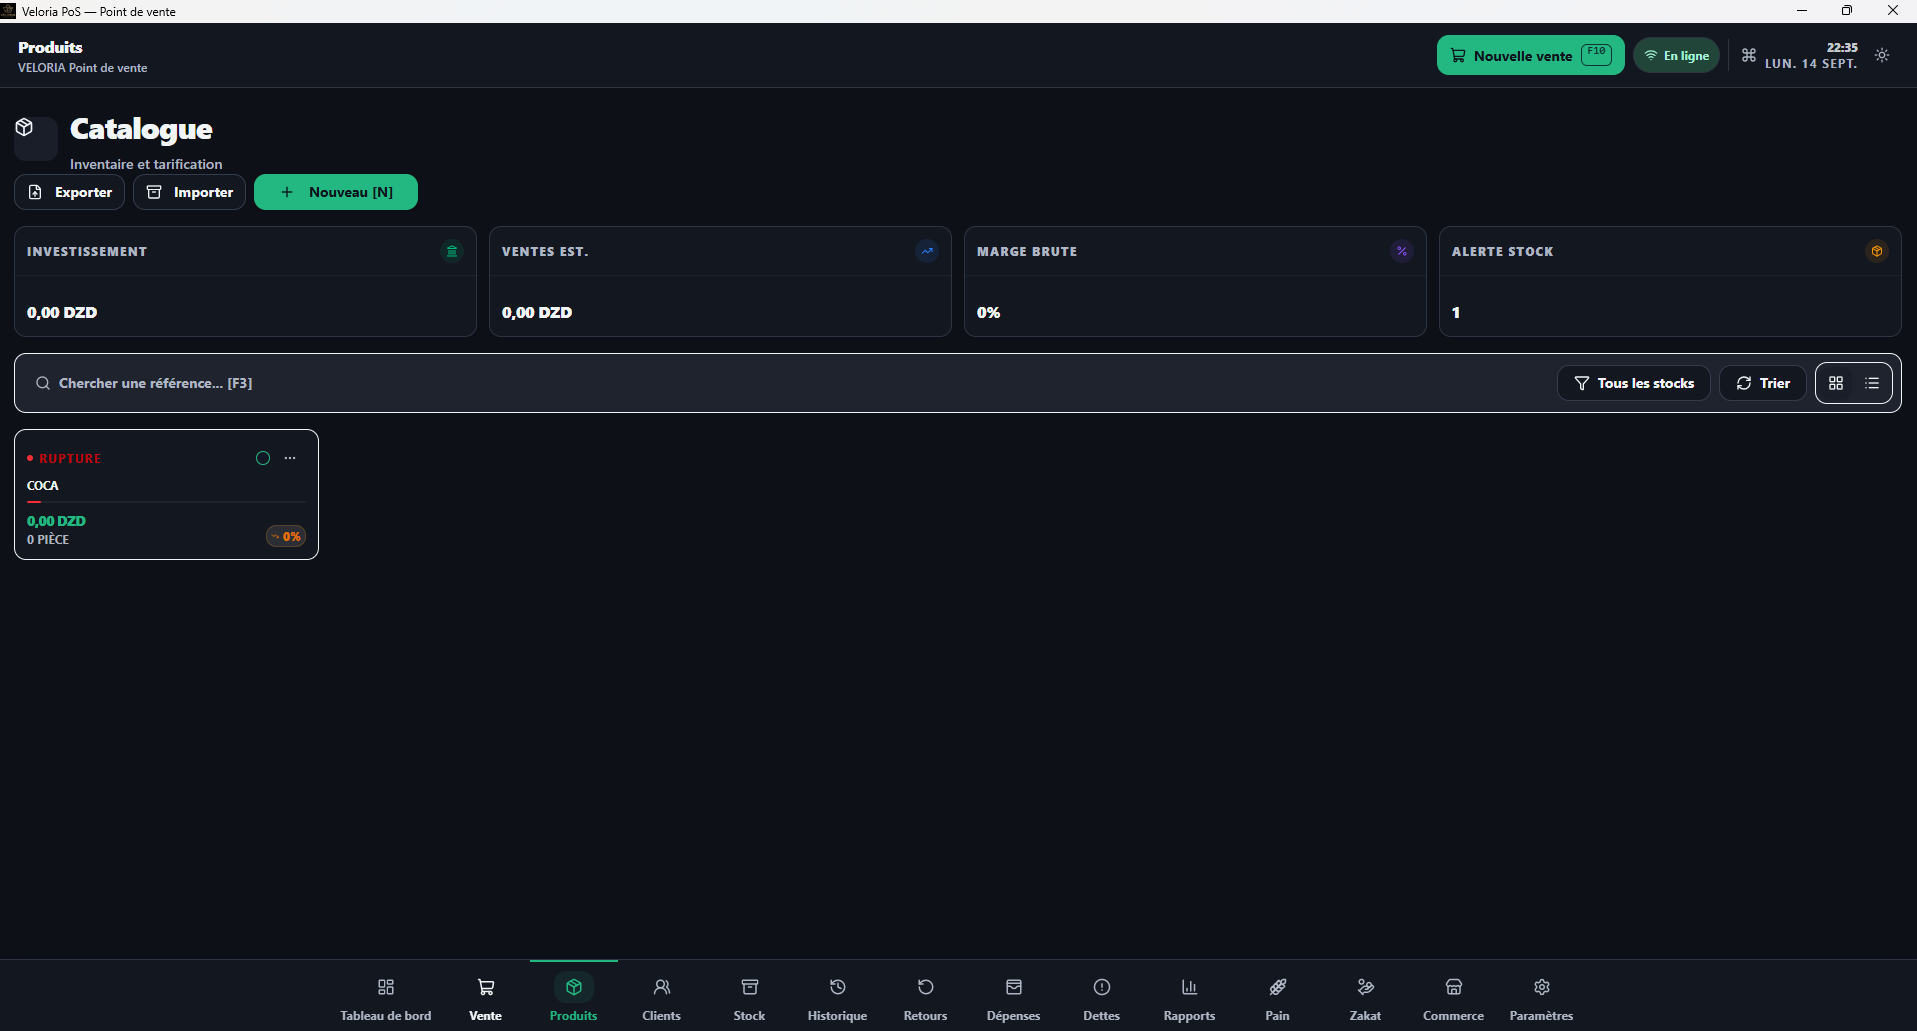 Veloria PoS — Point de vente
Produits
VELORIA Point de vente
Nouvelle vente F10
En ligne
22:35
LUN. 14 SEPT.
Catalogue
Inventaire et tarification
Exporter
Importer
Nouveau [N]
INVESTISSEMENT
0,00 DZD
VENTES EST.
0,00 DZD
MARGE BRUTE
0%
ALERTE STOCK
1
Chercher une référence... [F3]
Tous les stocks
Trier
RUPTURE
COCA
0,00 DZD
0 PIÈCE
0%
Tableau de bord
Vente
Produits
Clients
Stock
Historique
Retours
Dépenses
Dettes
Rapports
Pain
Zakat
Commerce
Paramètres